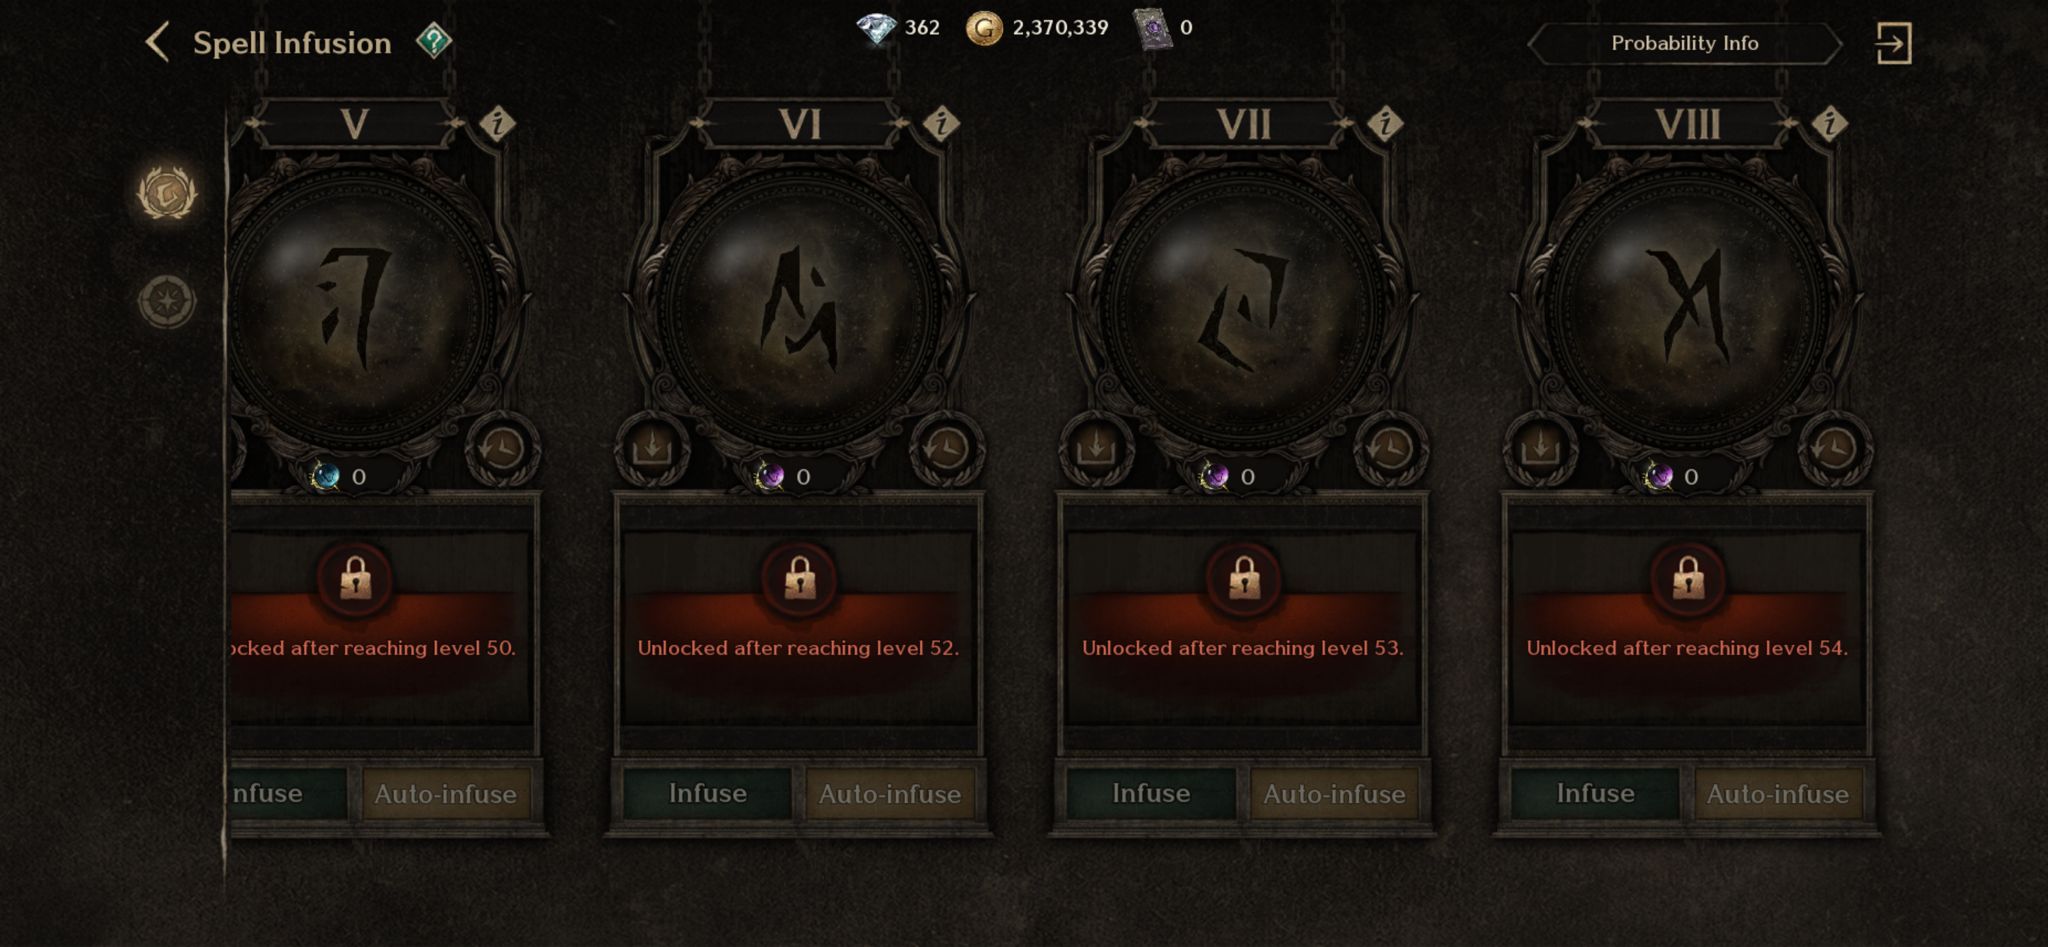 Spell Infusion
?
362
G 2,370,339
0
Probability Info
V
i
VI
i
VII
i
VIII
i
0
0
0
0
ocked after reaching level 50.
Unlocked after reaching level 52.
Unlocked after reaching level 53.
Unlocked after reaching level 54.
nfuse
Auto-infuse
Infuse
Auto-infuse
Infuse
Auto-infuse
Infuse
Auto-infuse